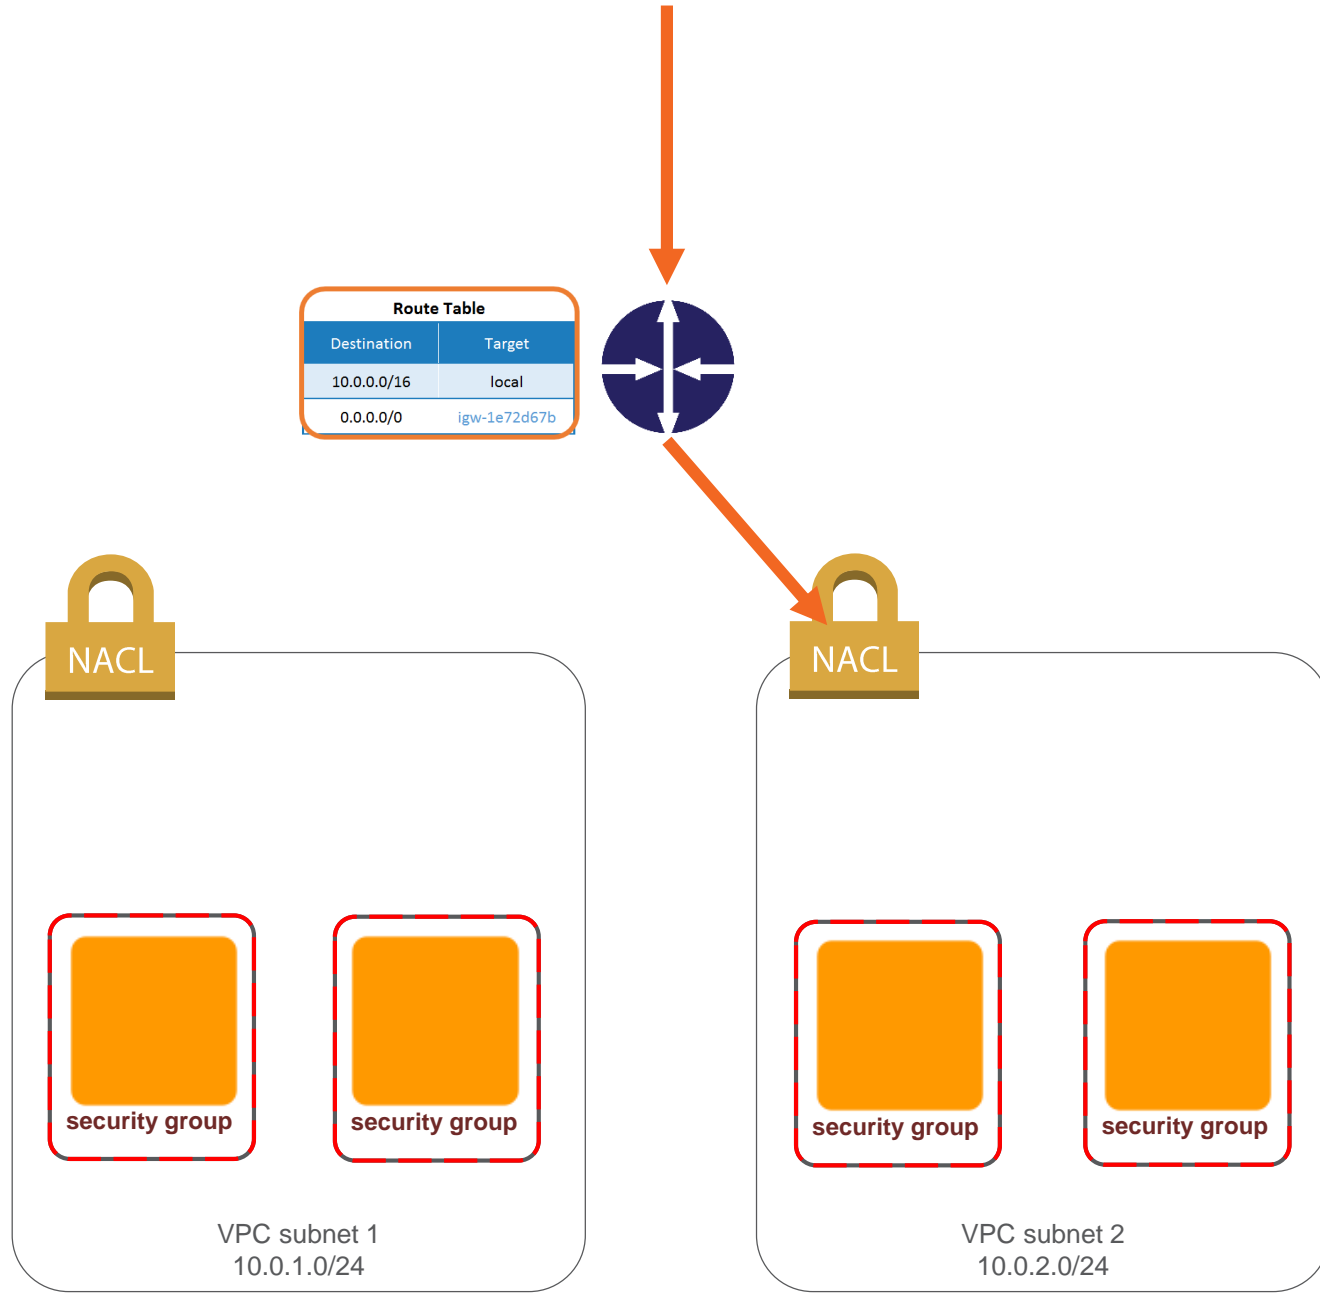 Route Table
Destination Target
10.0.0.0/16 local
0.0.0.0/0 igw-1e72d67b
NACL
NACL
security group
security group
security group
security group
VPC subnet 1
10.0.1.0/24
VPC subnet 2
10.0.2.0/24